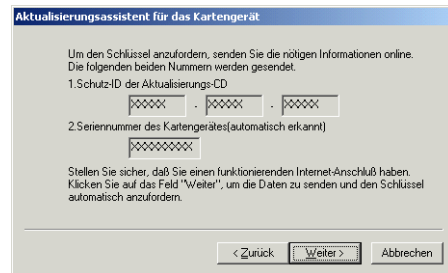 Aktualisierungsassistent für das Kartengerät
Um den Schlüssel anzufordern, senden Sie die nötigen Informationen online.
Die folgenden beiden Nummern werden gesendet.
1.Schutz-ID der Aktualisierungs-CD
XXXXX . XXXXX . XXXXX
2.Seriennummer des Kartengerätes(automatisch erkannt)
XXXXXXXXX
Stellen Sie sicher, daß Sie einen funktionierenden Internet-Anschluß haben.
Klicken Sie auf das Feld "Weiter", um die Daten zu senden und den Schlüssel
automatisch anzufordern.
< Zurück Weiter > Abbrechen